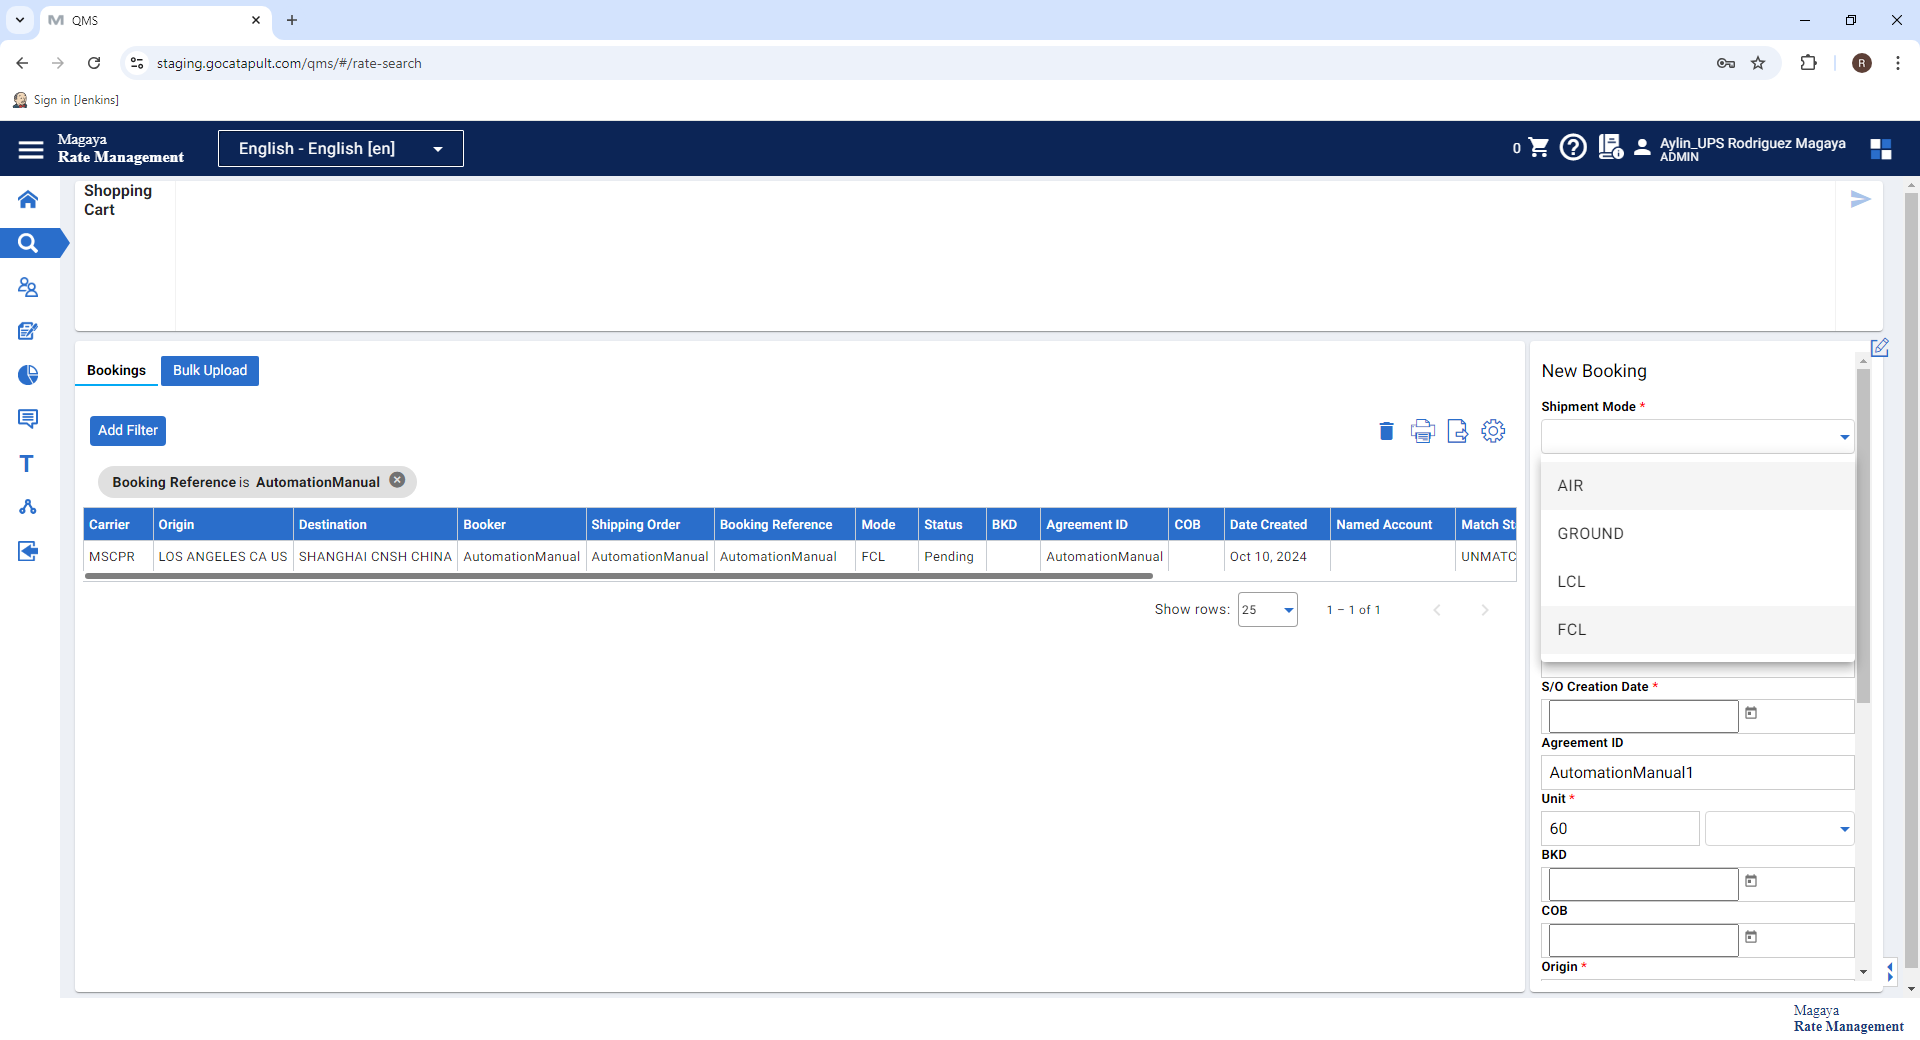 QMS
staging.gocatapult.com/qms/#/rate-search
R
Sign in [Jenkins]
Magaya
Rate Management
English - English [en]
0
Aylin_UPS Rodriguez Magaya
ADMIN
Shopping
Cart
Bookings
Bulk Upload
Add Filter
Booking Reference is AutomationManual
Carrier Origin Destination Booker Shipping Order Booking Reference Mode Status BKD Agreement ID COB Date Created Named Account Match St
MSCPR LOS ANGELES CA US SHANGHAI CNSH CHINA AutomationManual AutomationManual AutomationManual FCL Pending AutomationManual Oct 10, 2024 UNMATC
Show rows: 25 1 – 1 of 1
New Booking
Shipment Mode *
AIR
GROUND
LCL
FCL
S/O Creation Date *
Agreement ID
AutomationManual1
Unit *
60
BKD
COB
Origin *
Magaya
Rate Management